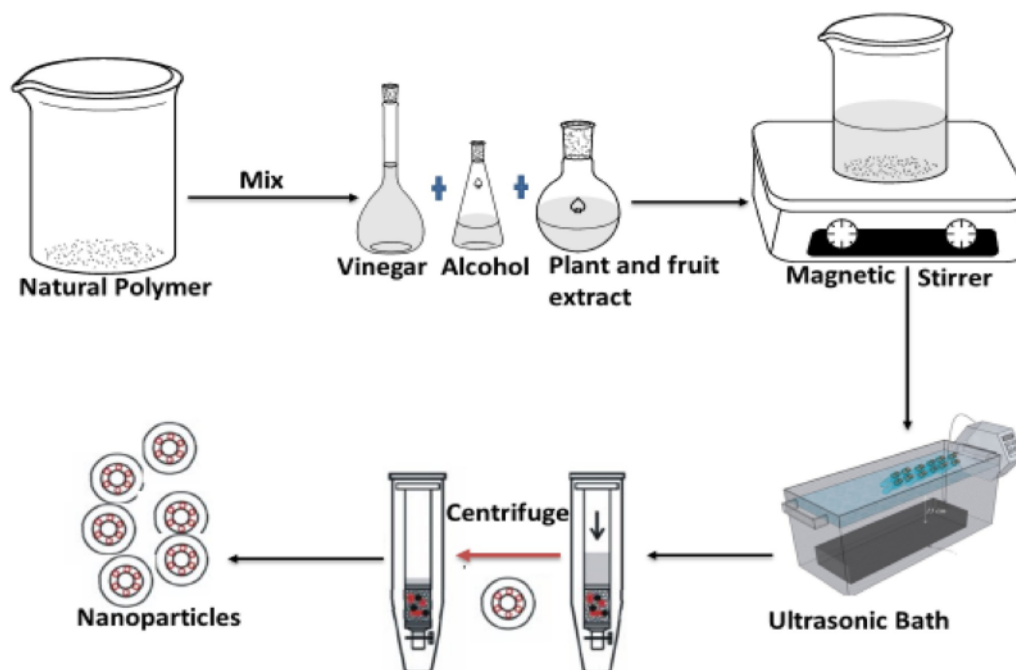 Mix
Natural Polymer
Vinegar
Alcohol
Plant and fruit
extract
Magnetic
Stirrer
Centrifuge
Nanoparticles
Ultrasonic Bath